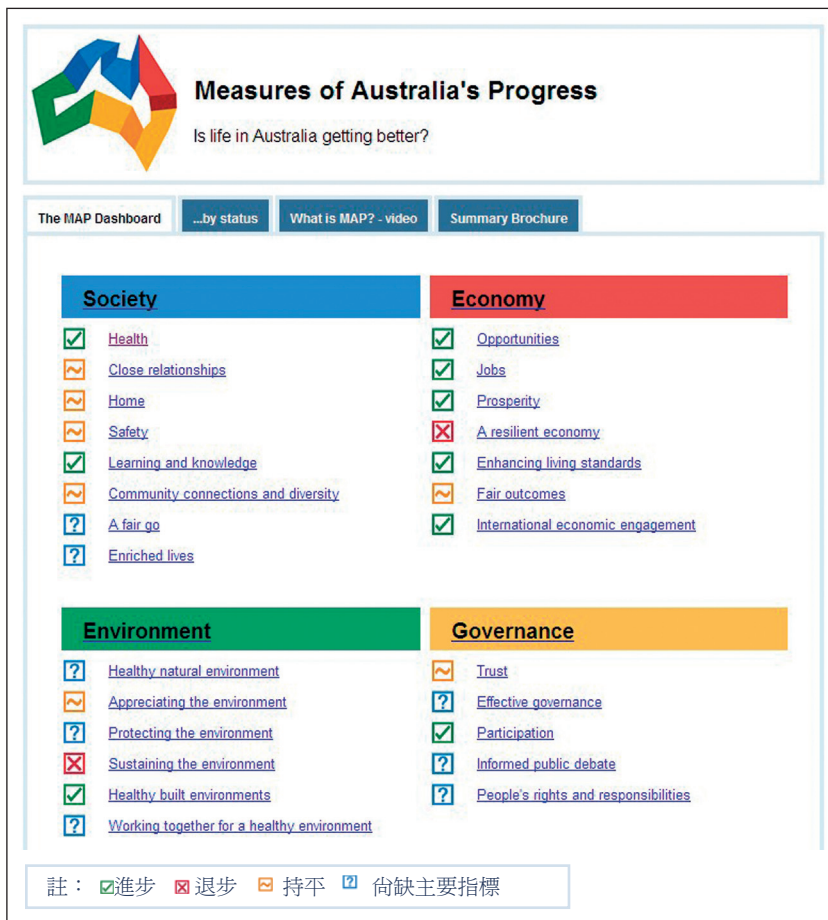 Measures of Australia's Progress
Is life in Australia getting better?
The MAP Dashboard
...by status
What is MAP? - video
Summary Brochure
Society
Health
Close relationships
Home
Safety
Learning and knowledge
Community connections and diversity
A fair go
Enriched lives
Economy
Opportunities
Jobs
Prosperity
A resilient economy
Enhancing living standards
Fair outcomes
International economic engagement
Environment
Healthy natural environment
Appreciating the environment
Protecting the environment
Sustaining the environment
Healthy built environments
Working together for a healthy environment
Governance
Trust
Effective governance
Participation
Informed public debate
People's rights and responsibilities
註： ☑進步 ☒退步 ~ 持平 ? 尙缺主要指標